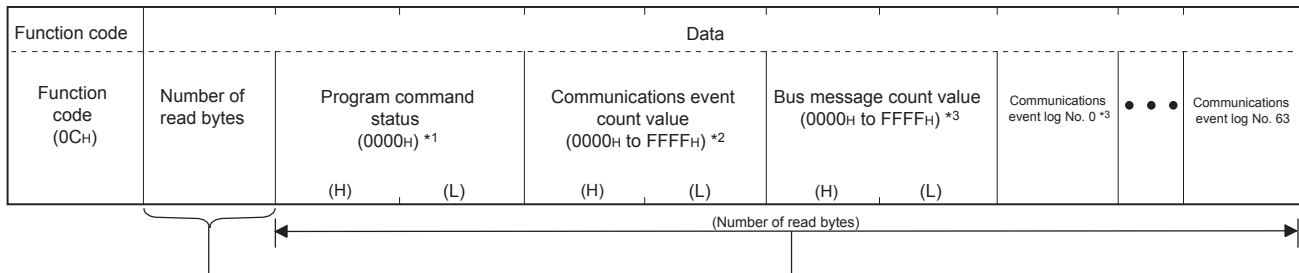 Function code
Data
Function
code
(0CH)
Number of
read bytes
Program command
status
(0000H) *1
(H) (L)
Communications event
count value
(0000H to FFFFH) *2
(H) (L)
Bus message count value
(0000H to FFFFH) *3
(H) (L)
Communications
event log No. 0 *3
● ● ●
Communications
event log No. 63
(Number of read bytes)